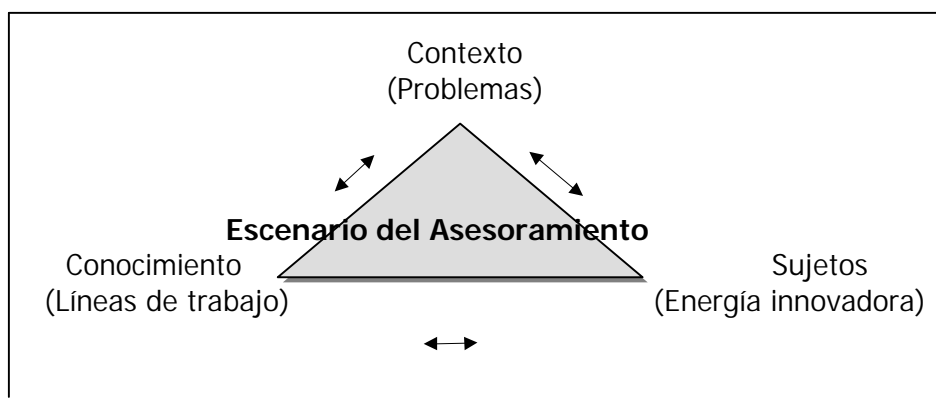 Contexto
(Problemas)
Escenario del Asesoramiento
Conocimiento
(Líneas de trabajo)
Sujetos
(Energía innovadora)